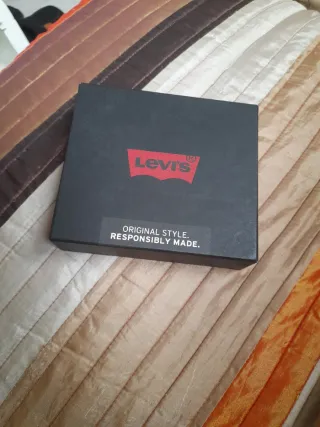 Levi's
ORIGINAL STYLE.
RESPONSIBLY MADE.